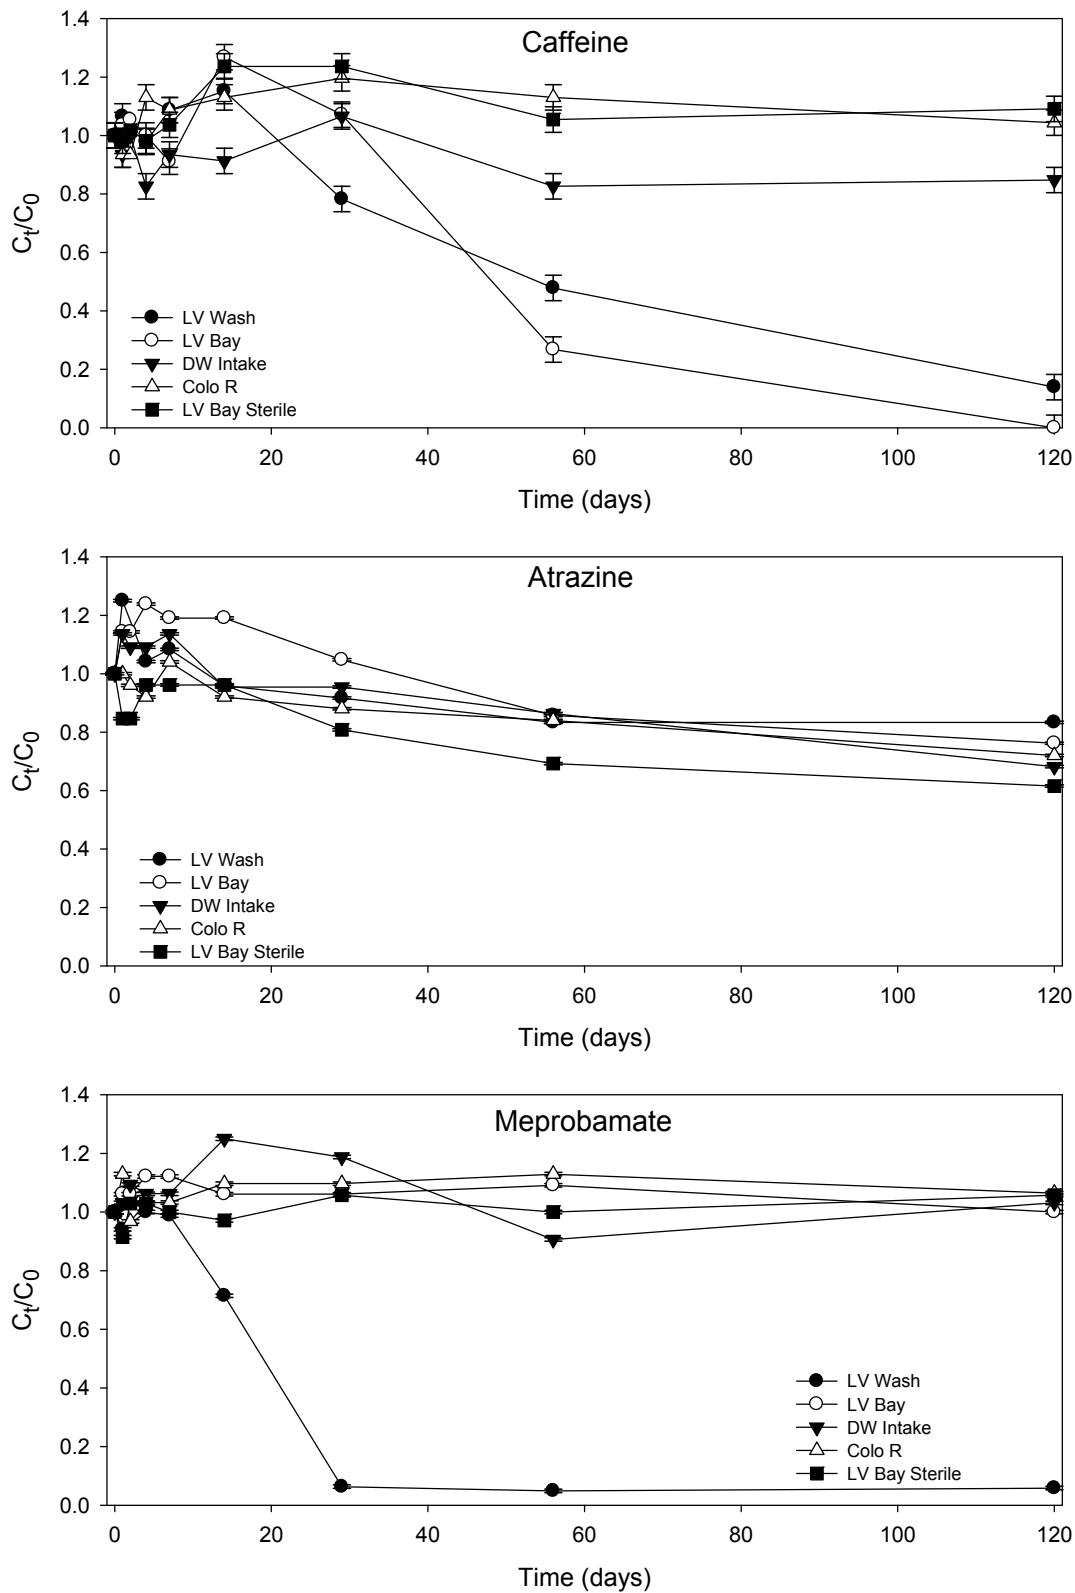 Caffeine
1.4
1.2
1.0
0.8
0.6
0.4
0.2
0.0
Ct/C0
LV Wash
LV Bay
DW Intake
Colo R
LV Bay Sterile
0 20 40 60 80 100 120
Time (days)
Atrazine
1.4
1.2
1.0
0.8
0.6
0.4
0.2
0.0
Ct/C0
LV Wash
LV Bay
DW Intake
Colo R
LV Bay Sterile
0 20 40 60 80 100 120
Time (days)
Meprobamate
1.4
1.2
1.0
0.8
0.6
0.4
0.2
0.0
Ct/C0
LV Wash
LV Bay
DW Intake
Colo R
LV Bay Sterile
0 20 40 60 80 100 120
Time (days)